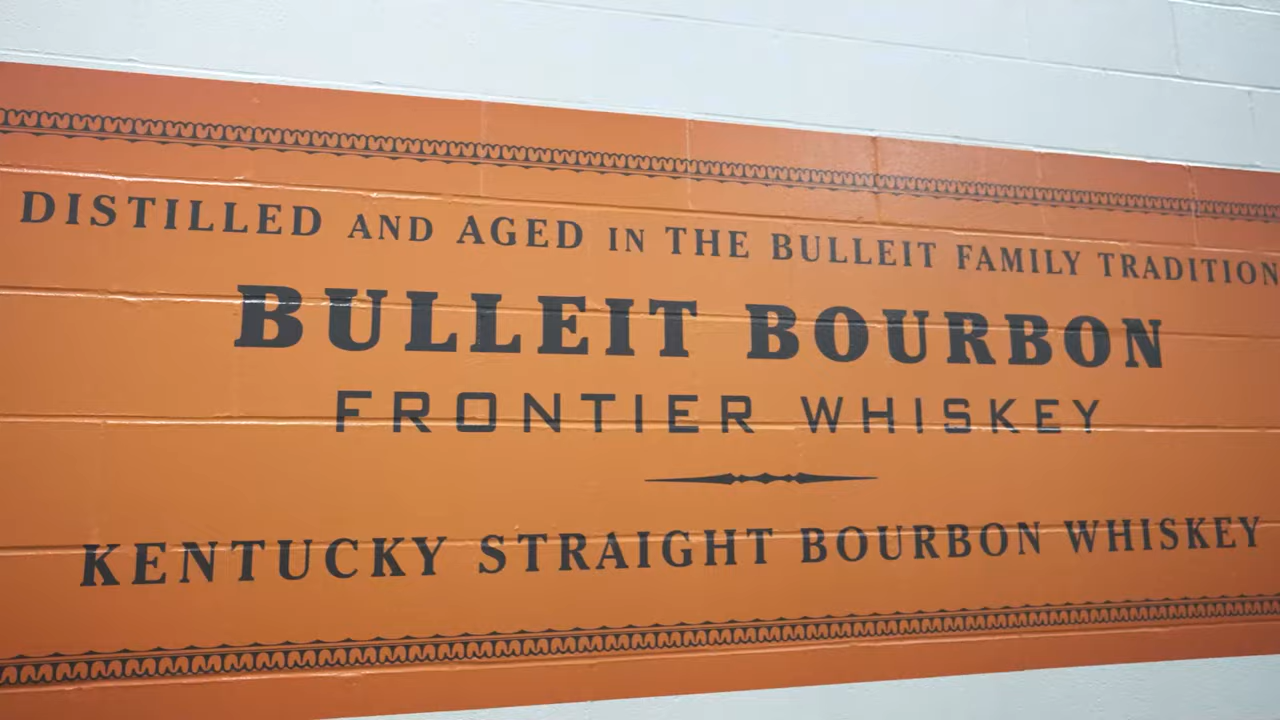 DISTILLED AND AGED IN THE BULLEIT FAMILY TRADITION
BULLEIT BOURBON
FRONTIER WHISKEY
KENTUCKY STRAIGHT BOURBON WHISKEY